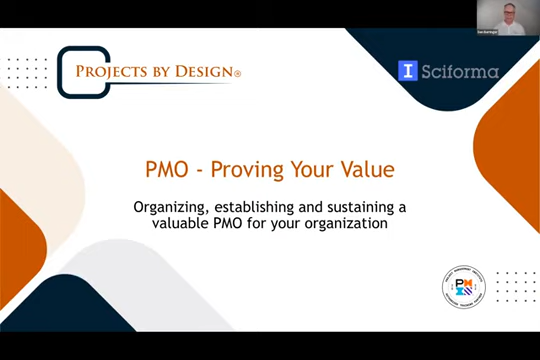 PROJECTS BY DESIGN®
Sciforma
PMO - Proving Your Value
Organizing, establishing and sustaining a
valuable PMO for your organization